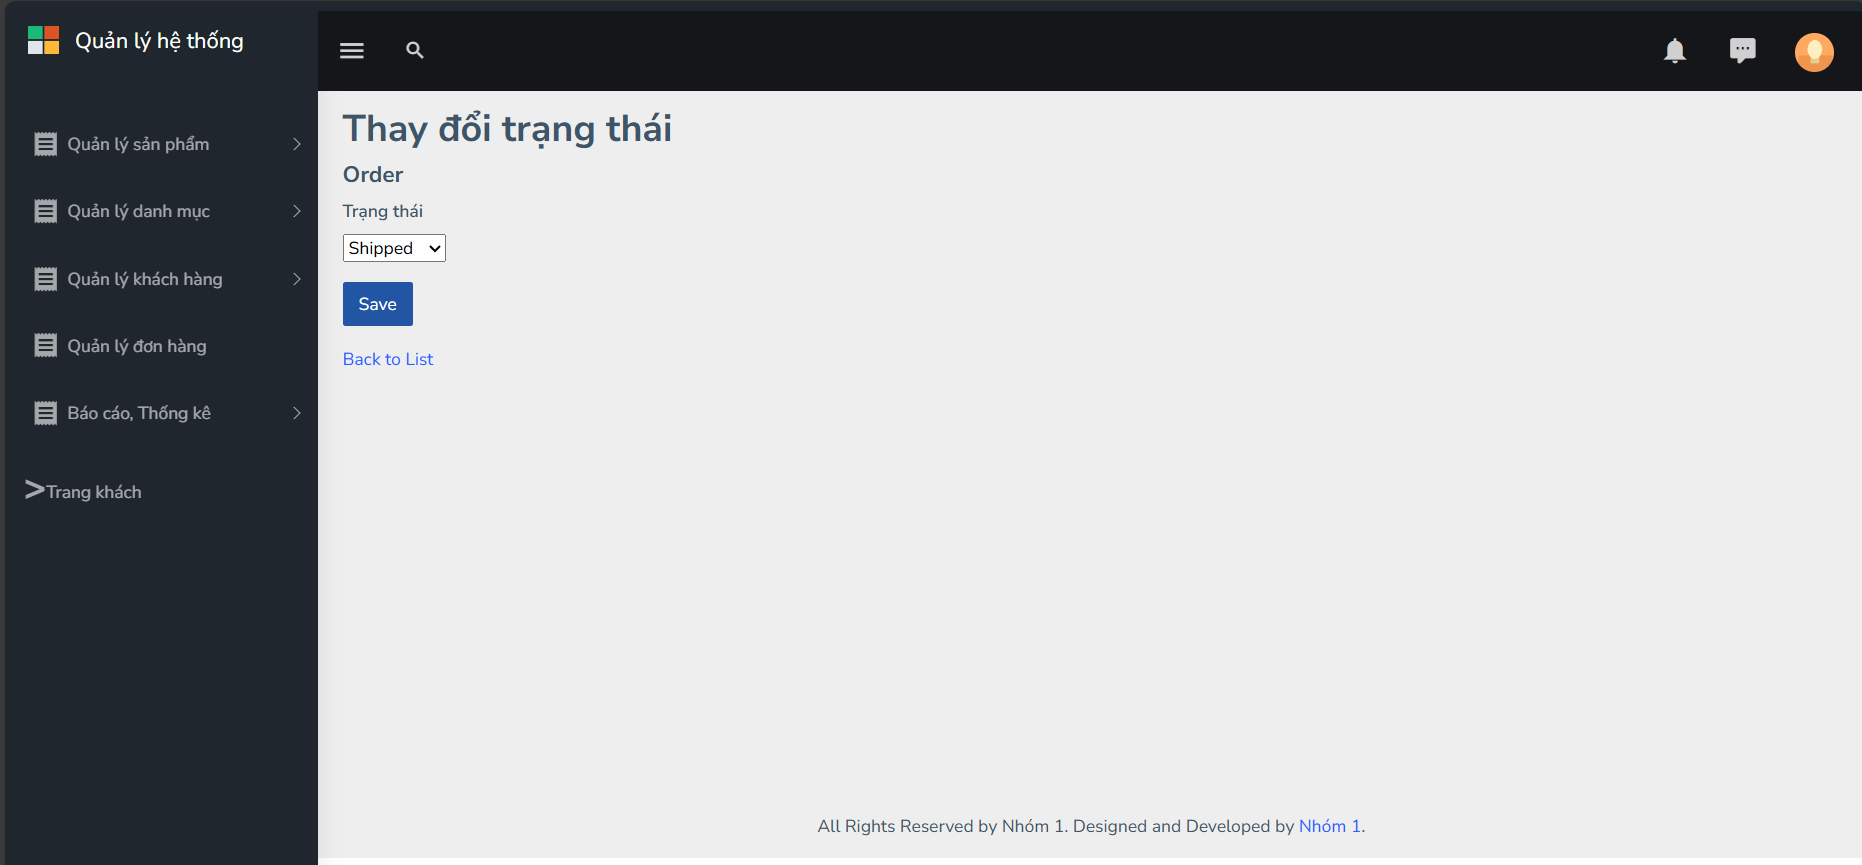 Quản lý hệ thống
Quản lý sản phẩm
Quản lý danh mục
Quản lý khách hàng
Quản lý đơn hàng
Báo cáo, Thống kê
>Trang khách
Thay đổi trạng thái
Order
Trạng thái
Shipped
Save
Back to List
All Rights Reserved by Nhóm 1. Designed and Developed by Nhóm 1.